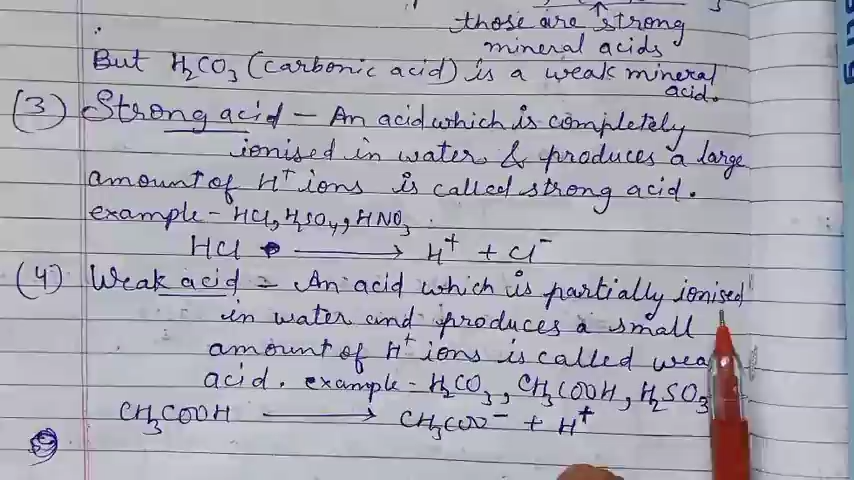 those are strong
mineral acids
But H₂CO₃ (carbonic acid) is a weak mineral
acid.
(3) Strong acid – An acid which is completely
ionised in water, & produces a large
amount of H⁺ ions is called strong acid.
example – HCl, H₂SO₄, HNO₃.
HCl ⟶ H⁺ + Cl⁻
(4) Weak acid = An acid which is partially ionised
in water and produces a small
amount of H⁺ ions is called wea
acid. example – H₂CO₃, CH₃COOH, H₂SO₃
CH₃COOH ⟶ CH₃COO⁻ + H⁺